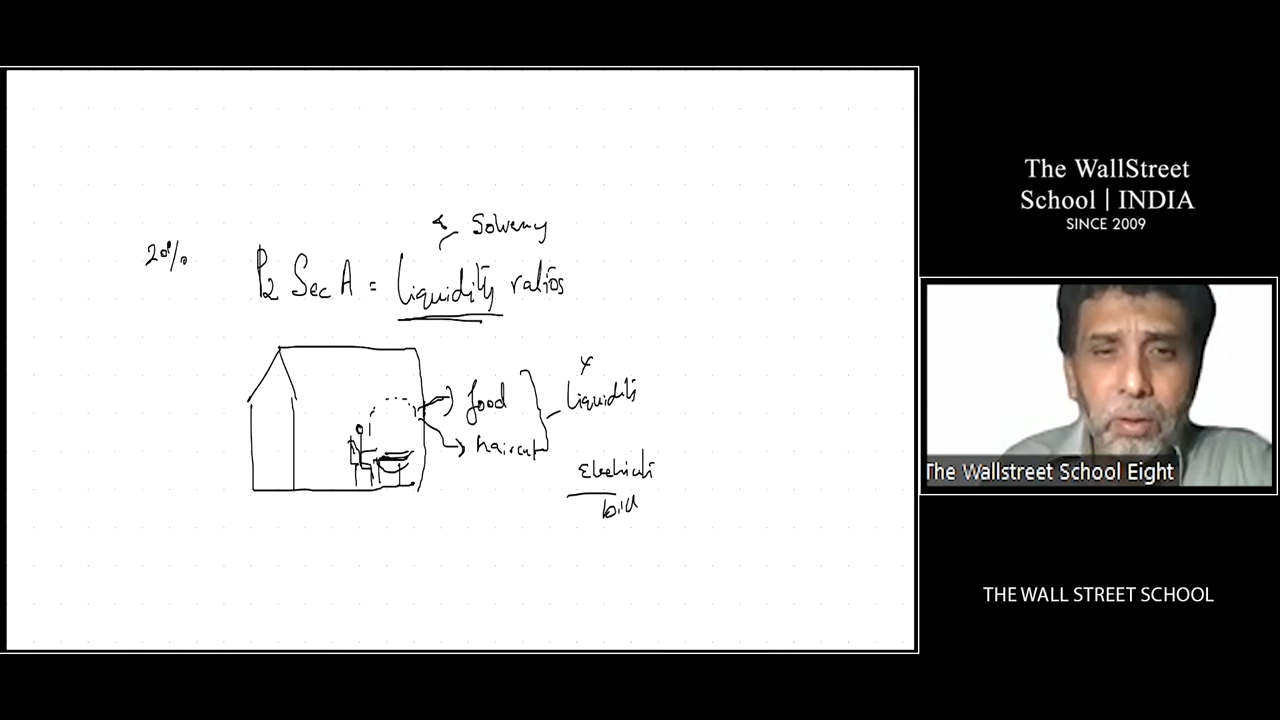 & Solvency
20%
P2 Sec A = Liquidity ratios
food
haircut
Liquidity
bill
The WallStreet
School | INDIA
SINCE 2009
The Wallstreet School Eight
THE WALL STREET SCHOOL